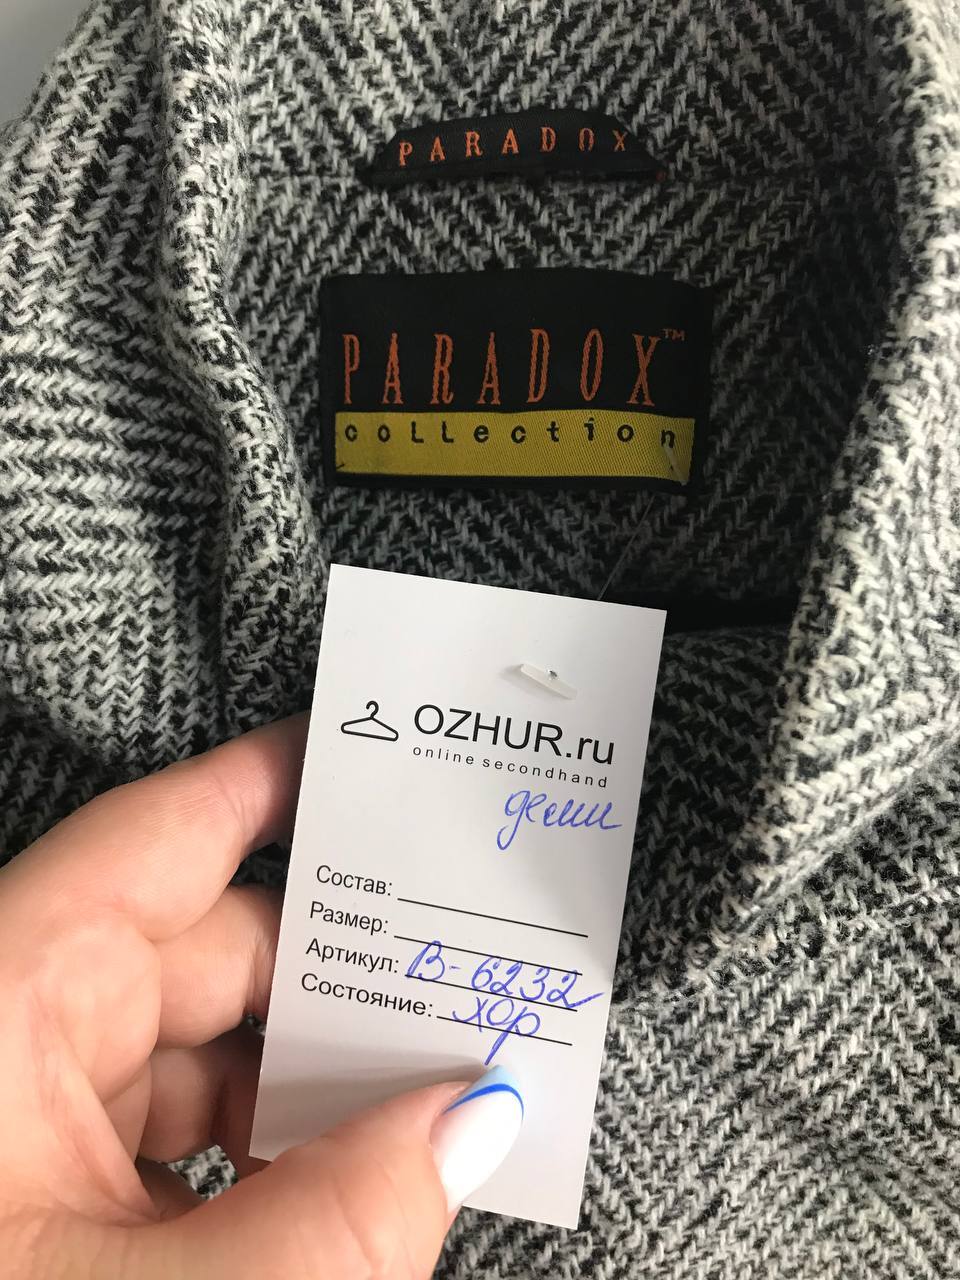 PARADOX
PARADOX™
coLLection
OZHUR.ru
online secondhand
деми
Состав:
Размер:
Артикул: В-6232
Состояние: хор